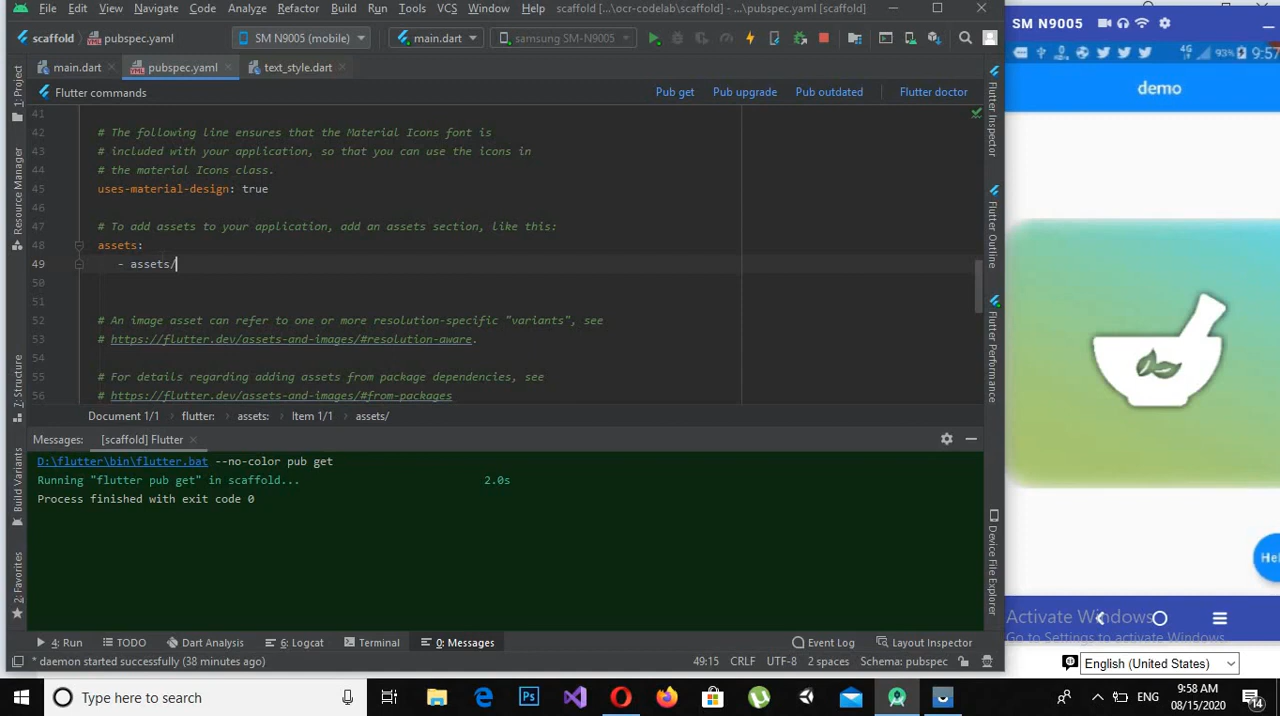 File Edit View Navigate Code Analyze Refactor Build Run Tools VCS Window Help scaffold [...\ocr-codelab\scaffold] - ...\pubspec.yaml [scaffold]
scaffold pubspec.yaml SM N9005 (mobile) main.dart samsung SM-N9005
main.dart pubspec.yaml text_style.dart
Flutter commands Pub get Pub upgrade Pub outdated Flutter doctor
41
42 # The following line ensures that the Material Icons font is
43 # included with your application, so that you can use the icons in
44 # the material Icons class.
45 uses-material-design: true
46
47 # To add assets to your application, add an assets section, like this:
48 assets:
49 - assets/
50
51
52 # An image asset can refer to one or more resolution-specific "variants", see
53 # https://flutter.dev/assets-and-images/#resolution-aware.
54
55 # For details regarding adding assets from package dependencies, see
56 # https://flutter.dev/assets-and-images/#from-packages
Document 1/1 flutter: assets: Item 1/1 assets/
Messages: [scaffold] Flutter
D:\flutter\bin\flutter.bat --no-color pub get
Running "flutter pub get" in scaffold... 2.0s
Process finished with exit code 0
4: Run TODO Dart Analysis 6: Logcat Terminal 0: Messages Event Log Layout Inspector
* daemon started successfully (38 minutes ago) 49:15 CRLF UTF-8 2 spaces Schema: pubspec
1: Project
Resource Manager
7: Structure
Build Variants
2: Favorites
Flutter Inspector
Flutter Outline
Flutter Performance
Device File Explorer
SM N9005
4G 93% 9:57
demo
Hel
Activate Windows
Go to Settings to activate Windows.
English (United States)
Type here to search ENG 9:58 AM
08/15/2020
14